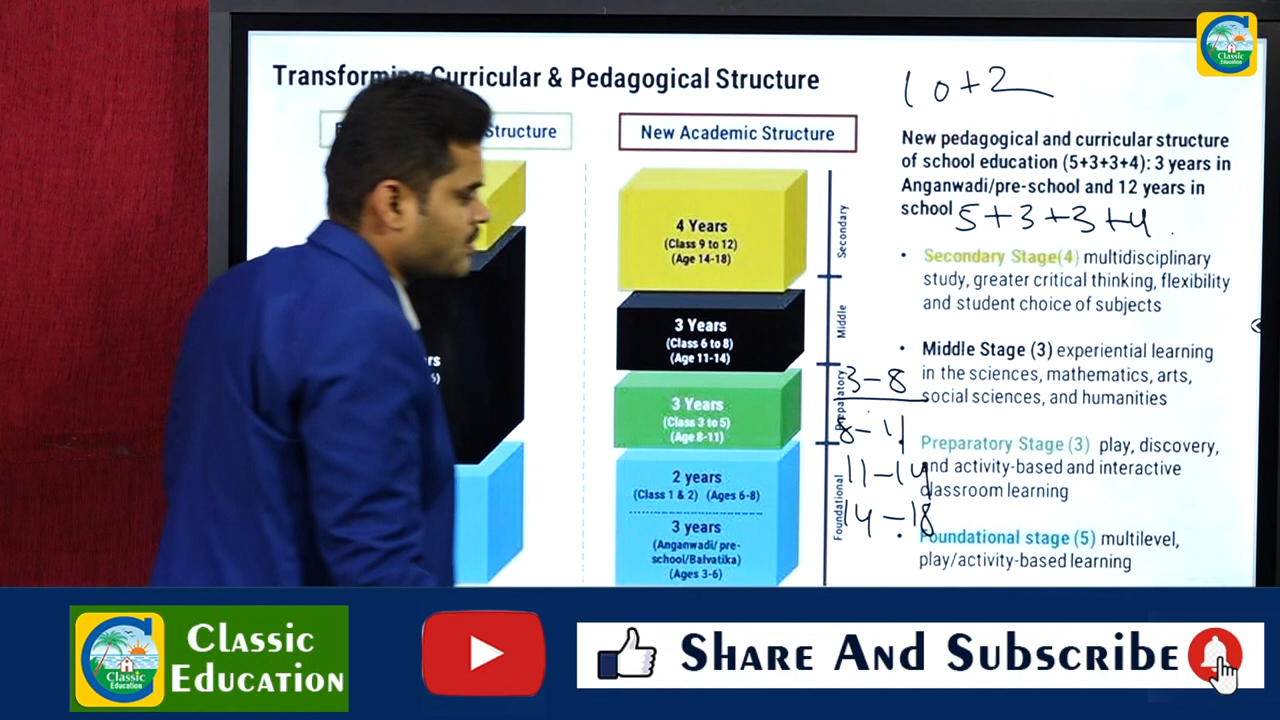 Transforming Curricular & Pedagogical Structure
Structure
rs
New Academic Structure
4 Years
(Class 9 to 12)
(Age 14-18)
3 Years
(Class 6 to 8)
(Age 11-14)
3 Years
(Class 3 to 5)
(Age 8-11)
2 years
(Class 1 & 2) (Ages 6-8)
3 years
(Anganwadi/ pre-
school/Balvatika)
(Ages 3-6)
Secondary
Middle
Preparatory
Foundational
3-8
8-11
11-14
14-18
10+2
New pedagogical and curricular structure
of school education (5+3+3+4): 3 years in
Anganwadi/pre-school and 12 years in
school
5+3+3+4
• Secondary Stage(4) multidisciplinary
study, greater critical thinking, flexibility
and student choice of subjects
• Middle Stage (3) experiential learning
in the sciences, mathematics, arts,
social sciences, and humanities
Preparatory Stage (3) play, discovery,
and activity-based and interactive
classroom learning
• Foundational stage (5) multilevel,
play/activity-based learning
Classic
Education
Classic
Education
Classic
Education
Share And Subscribe